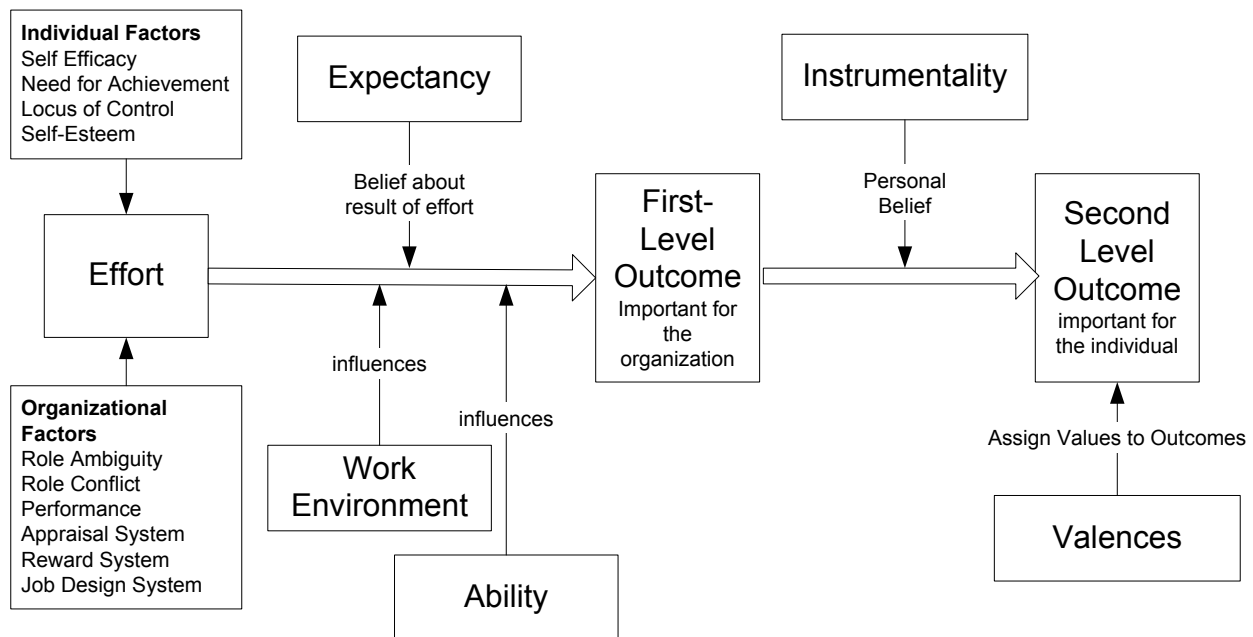 Individual Factors
Self Efficacy
Need for Achievement
Locus of Control
Self-Esteem
Expectancy
Instrumentality
Belief about
result of effort
Personal
Belief
Effort
First-
Level
Outcome
Important for
the
organization
Second
Level
Outcome
important for
the individual
influences
influences
Organizational
Factors
Role Ambiguity
Role Conflict
Performance
Appraisal System
Reward System
Job Design System
Work
Environment
Ability
Assign Values to Outcomes
Valences